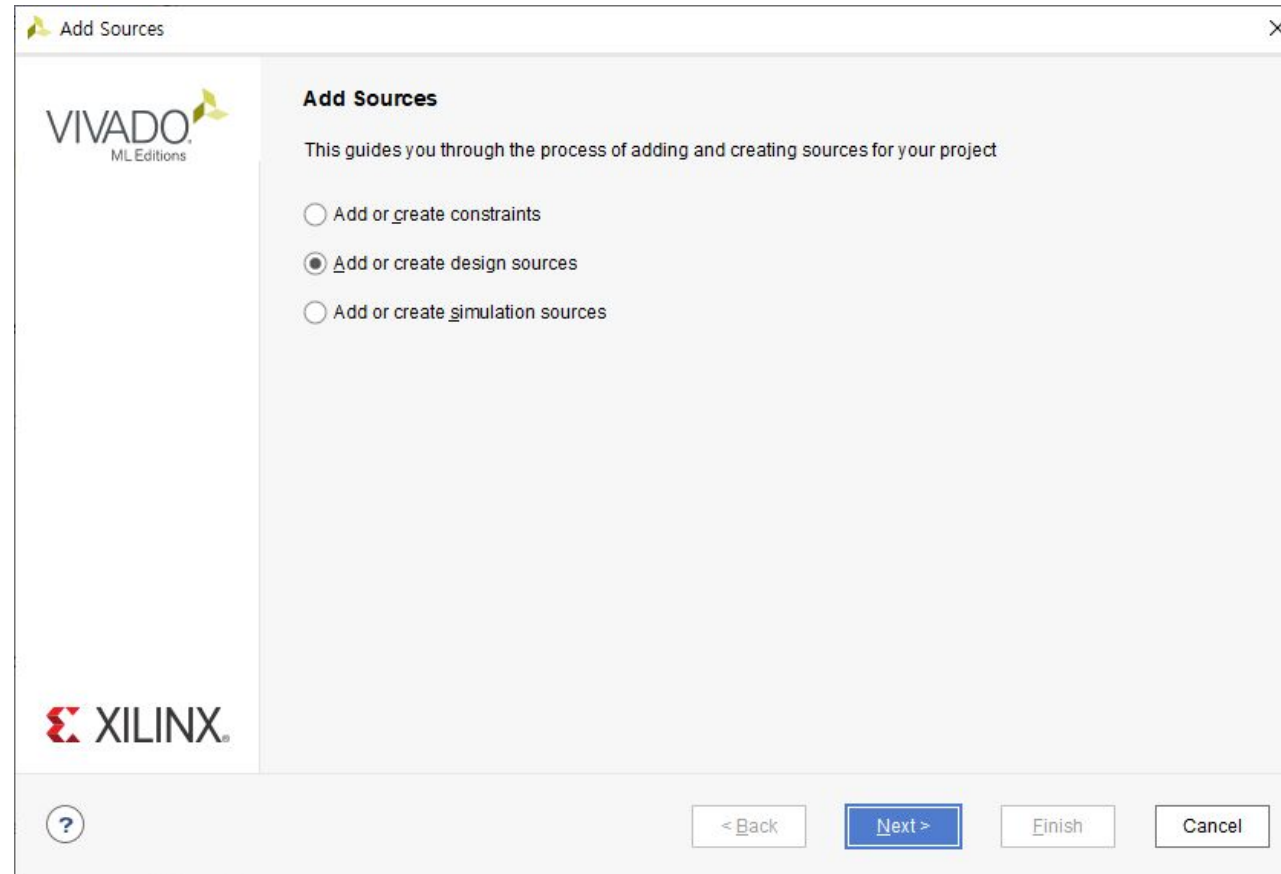 Add Sources
VIVADO
ML Editions
Add Sources
This guides you through the process of adding and creating sources for your project
Add or create constraints
Add or create design sources
Add or create simulation sources
XILINX
?
< Back
Next >
Finish
Cancel